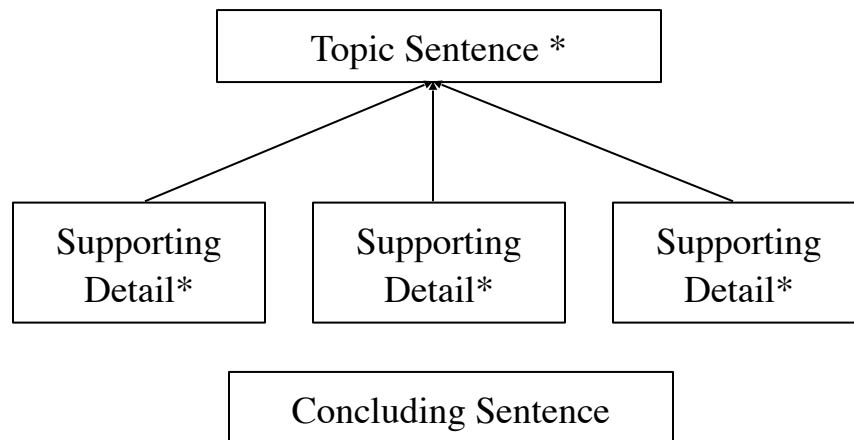 Topic Sentence *
Supporting
Detail*
Supporting
Detail*
Supporting
Detail*
Concluding Sentence